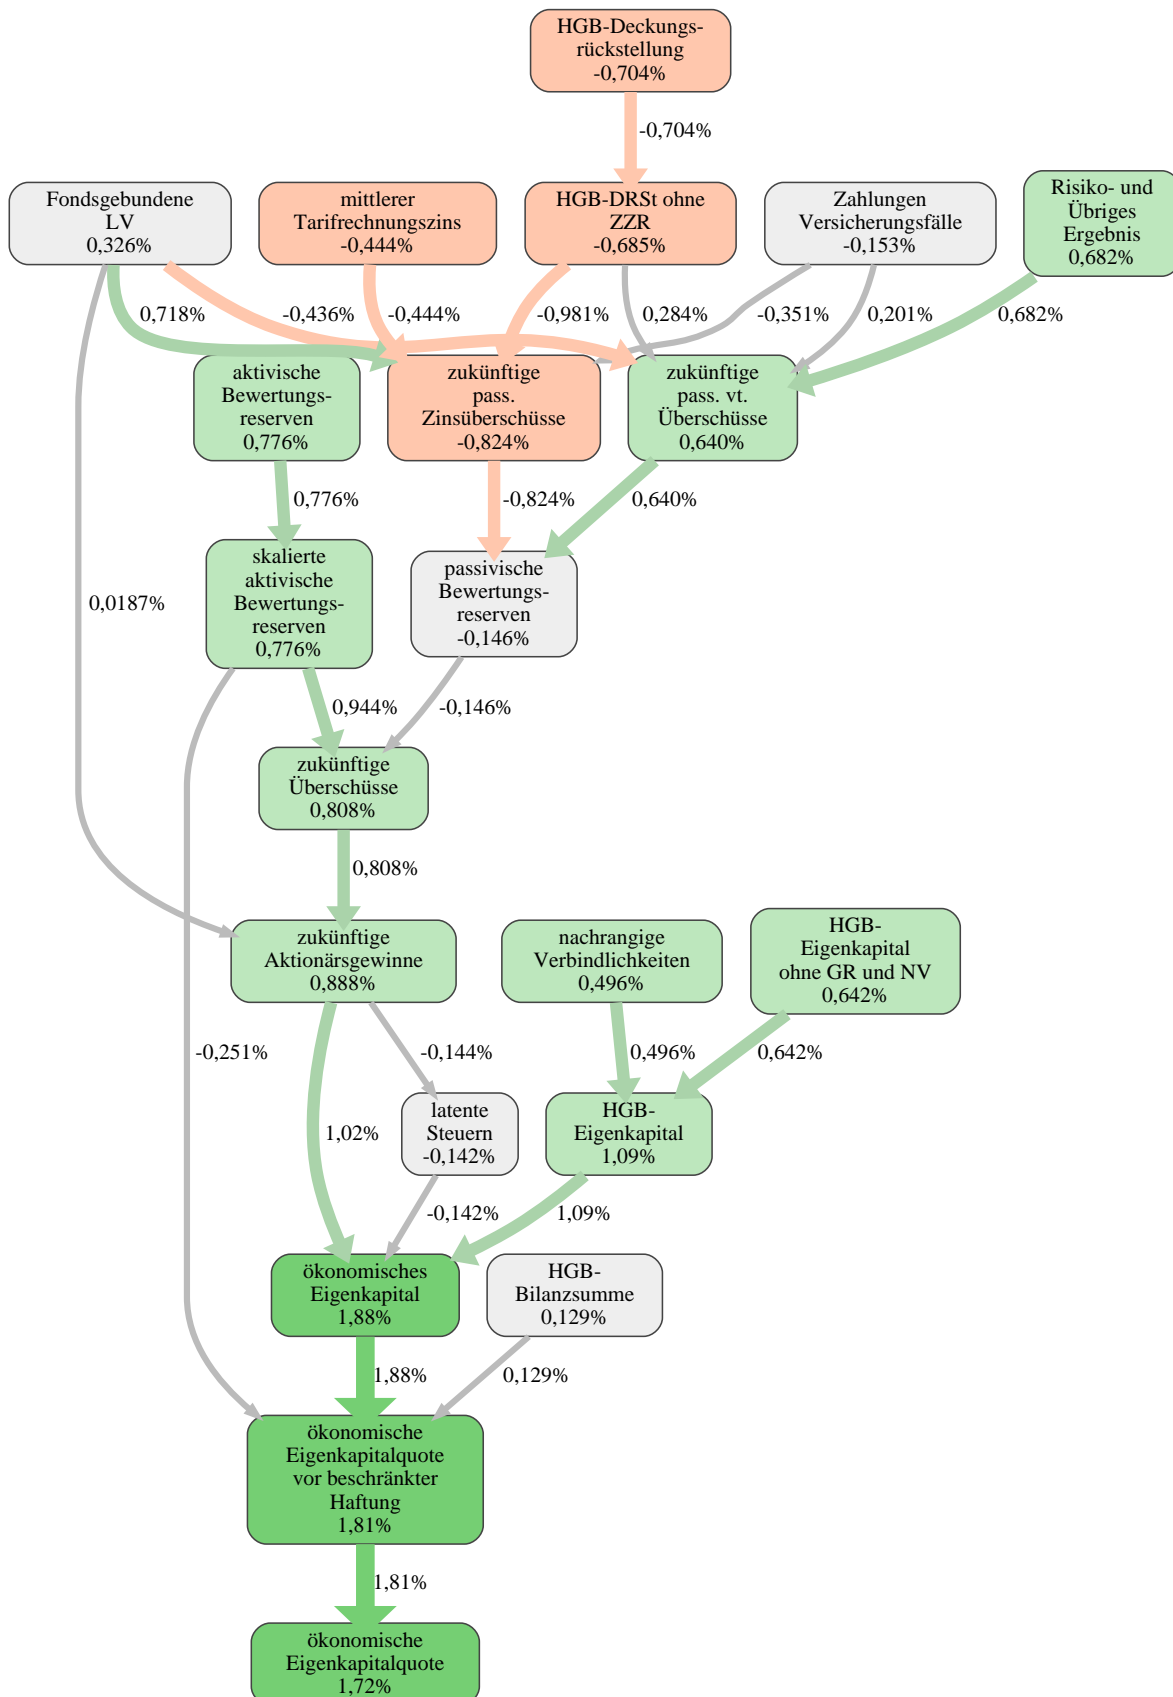 HGB-Deckungs-
rückstellung
-0,704%
-0,704%
Fondsgebundene
LV
0,326%
mittlerer
Tarifrechnungszins
-0,444%
HGB-DRSt ohne
ZZR
-0,685%
Zahlungen
Versicherungsfälle
-0,153%
Risiko- und
Übriges
Ergebnis
0,682%
0,718%
-0,436%
-0,444%
-0,981%
0,284%
-0,351%
0,201%
0,682%
aktivische
Bewertungs-
reserven
0,776%
zukünftige
pass.
Zinsüberschüsse
-0,824%
zukünftige
pass. vt.
Überschüsse
0,640%
0,776%
-0,824%
0,640%
skalierte
aktivische
Bewertungs-
reserven
0,776%
passivische
Bewertungs-
reserven
-0,146%
0,0187%
0,944%
-0,146%
zukünftige
Überschüsse
0,808%
0,808%
zukünftige
Aktionärsgewinne
0,888%
nachrangige
Verbindlichkeiten
0,496%
HGB-
Eigenkapital
ohne GR und NV
0,642%
-0,251%
-0,144%
0,496%
0,642%
1,02%
latente
Steuern
-0,142%
HGB-
Eigenkapital
1,09%
-0,142%
1,09%
ökonomisches
Eigenkapital
1,88%
HGB-
Bilanzsumme
0,129%
1,88%
0,129%
ökonomische
Eigenkapitalquote
vor beschränkter
Haftung
1,81%
1,81%
ökonomische
Eigenkapitalquote
1,72%